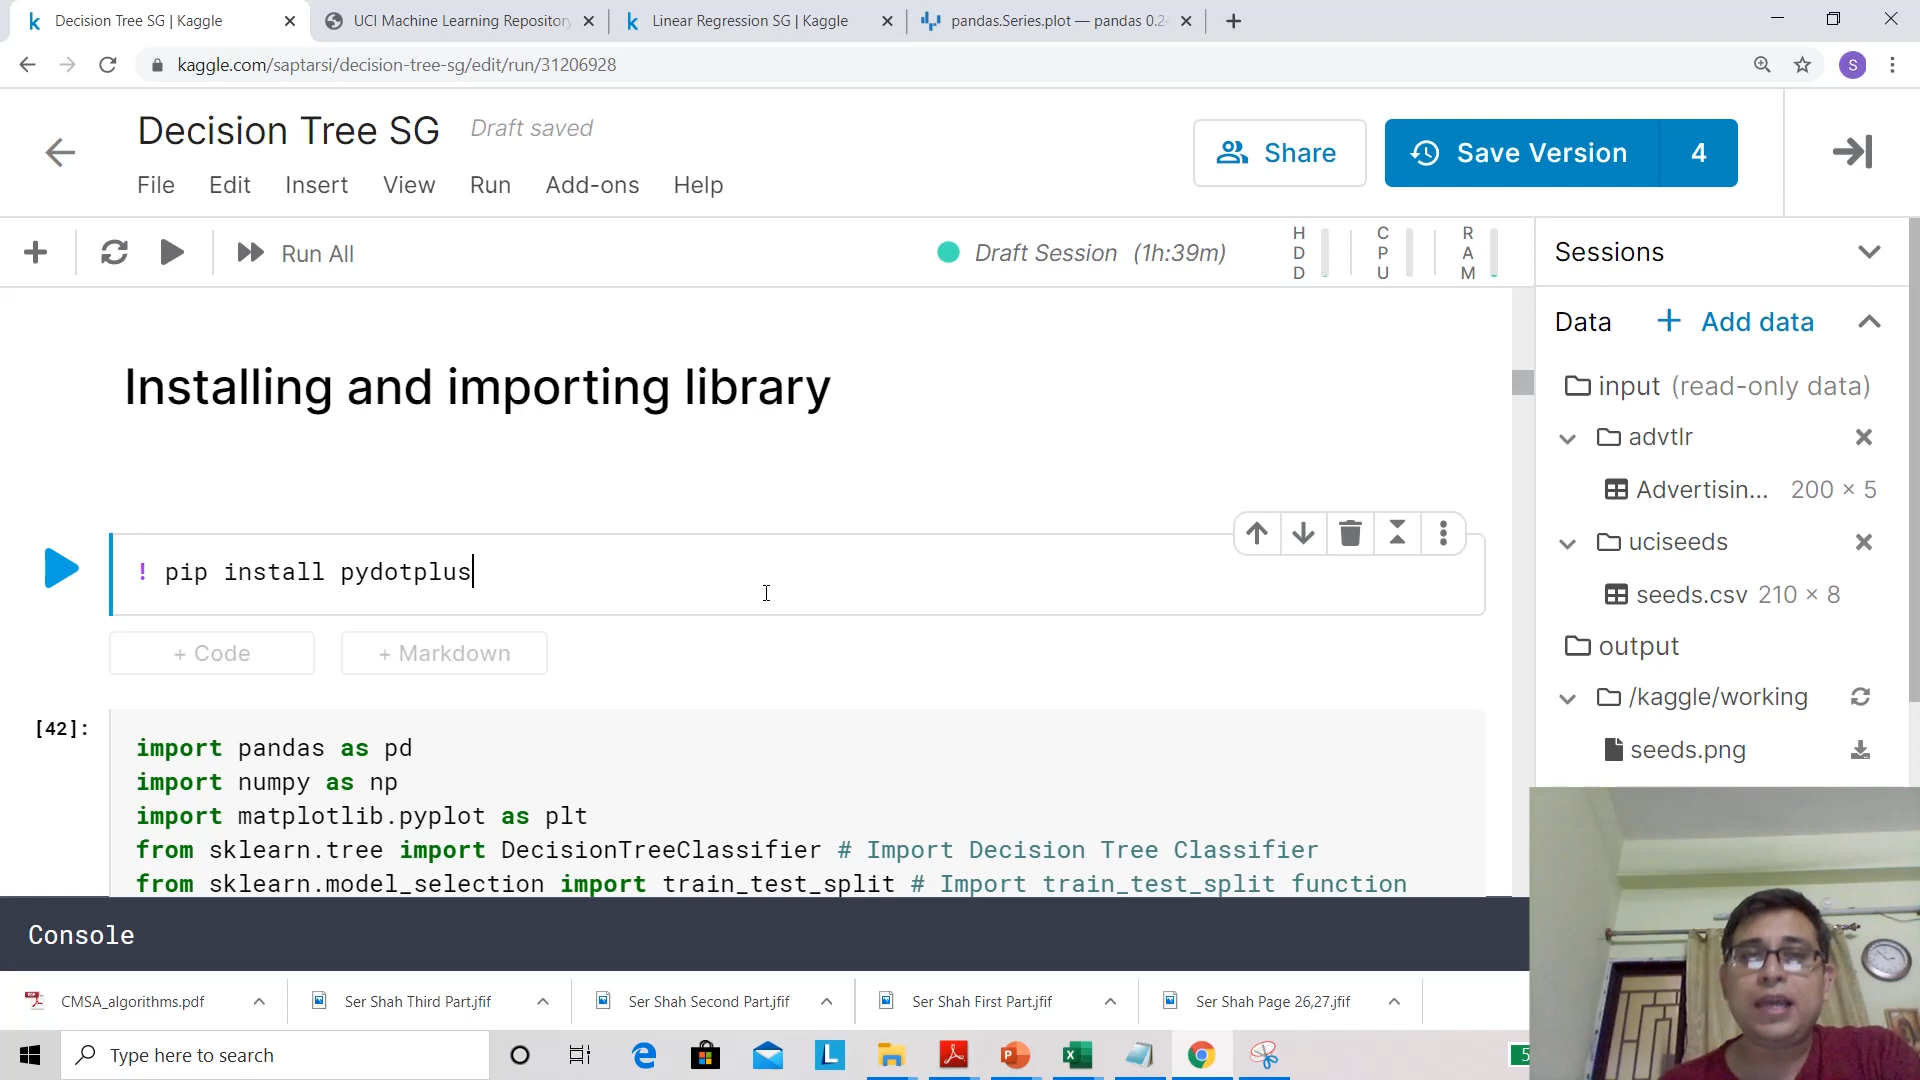 Decision Tree SG | Kaggle
UCI Machine Learning Repository
Linear Regression SG | Kaggle
pandas.Series.plot — pandas 0.2
kaggle.com/saptarsi/decision-tree-sg/edit/run/31206928
S
Decision Tree SG
Draft saved
Share
Save Version
4
File
Edit
Insert
View
Run
Add-ons
Help
Run All
Draft Session (1h:39m)
HDD
CPU
RAM
Sessions
Data
+ Add data
input (read-only data)
advtlr
Advertisin... 200 × 5
uciseeds
seeds.csv 210 × 8
output
/kaggle/working
seeds.png
Installing and importing library
! pip install pydotplus
+ Code
+ Markdown
[42]:
import pandas as pd
import numpy as np
import matplotlib.pyplot as plt
from sklearn.tree import DecisionTreeClassifier # Import Decision Tree Classifier
from sklearn.model_selection import train_test_split # Import train_test_split function
Console
CMSA_algorithms.pdf
Ser Shah Third Part.jfif
Ser Shah Second Part.jfif
Ser Shah First Part.jfif
Ser Shah Page 26,27.jfif
Type here to search